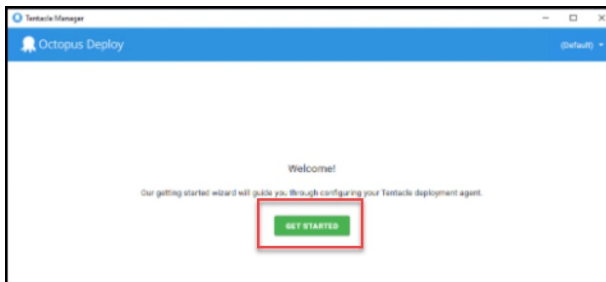 Tentacle Manager
Octopus Deploy
(Default)
Welcome!
Our getting started wizard will guide you through configuring your Tentacle deployment agent.
GET STARTED